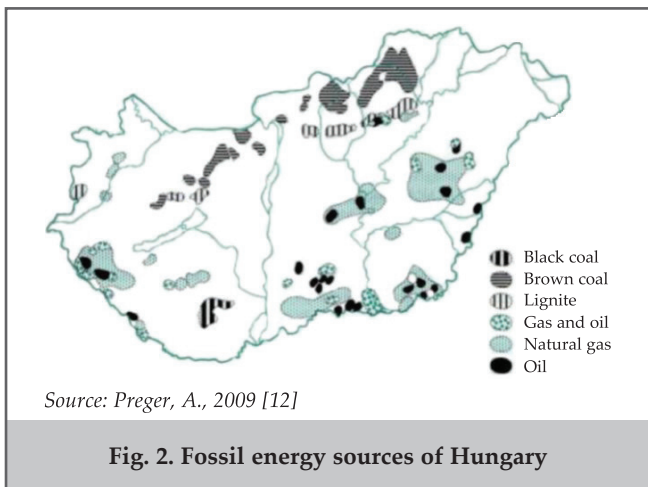 Black coal
Brown coal
Lignite
Gas and oil
Natural gas
Oil
Source: Preger, A., 2009 [12]
Fig. 2. Fossil energy sources of Hungary